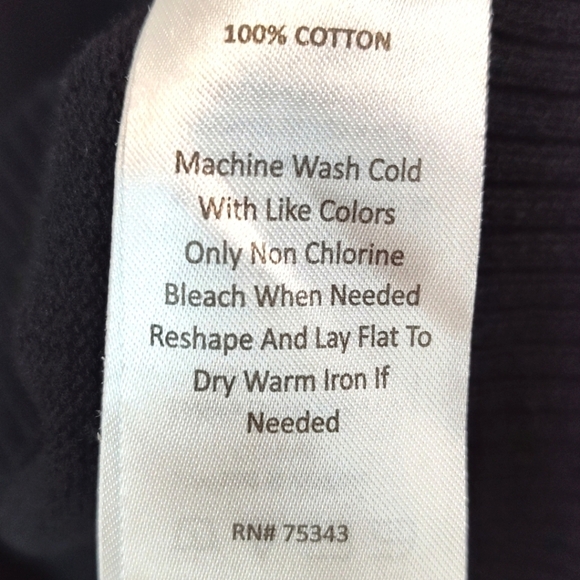 100% COTTON
Machine Wash Cold
With Like Colors
Only Non Chlorine
Bleach When Needed
Reshape And Lay Flat To
Dry Warm Iron If
Needed
RN# 75343